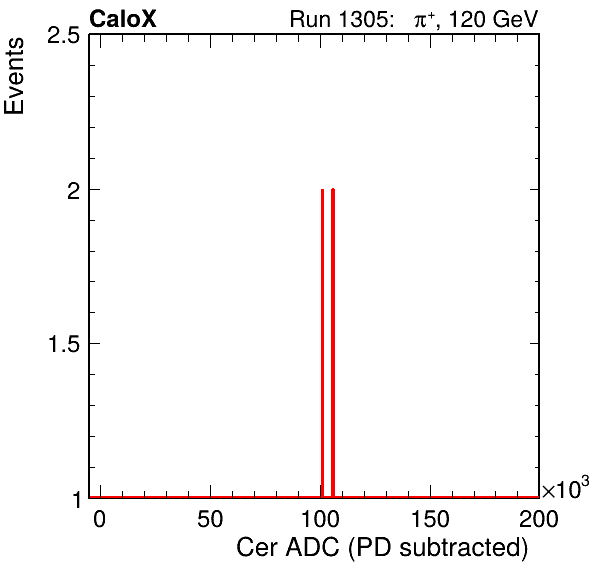 CaloX Run 1305: π⁺, 120 GeV
Events
2.5
2
1.5
1
0 50 100 150 200
×10³
Cer ADC (PD subtracted)